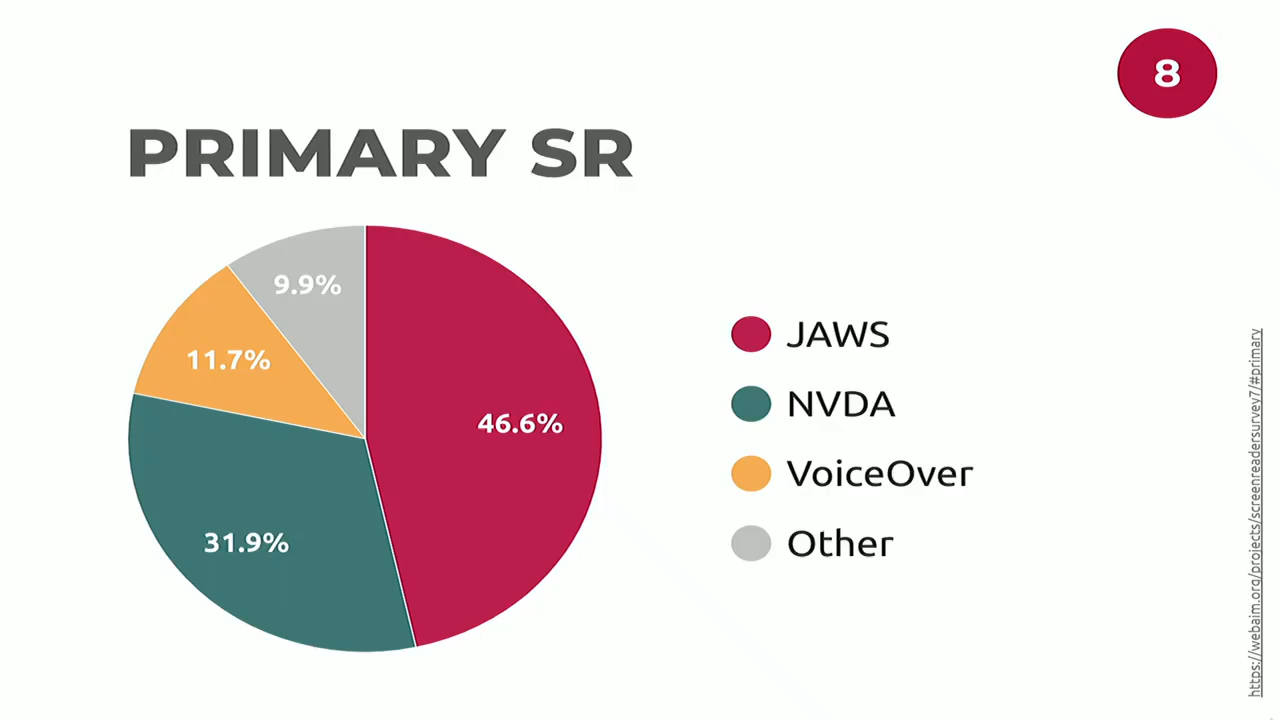 8
PRIMARY SR
9.9%
11.7%
46.6%
31.9%
JAWS
NVDA
VoiceOver
Other
https://webaim.org/projects/screenreadersurvey7/#primary